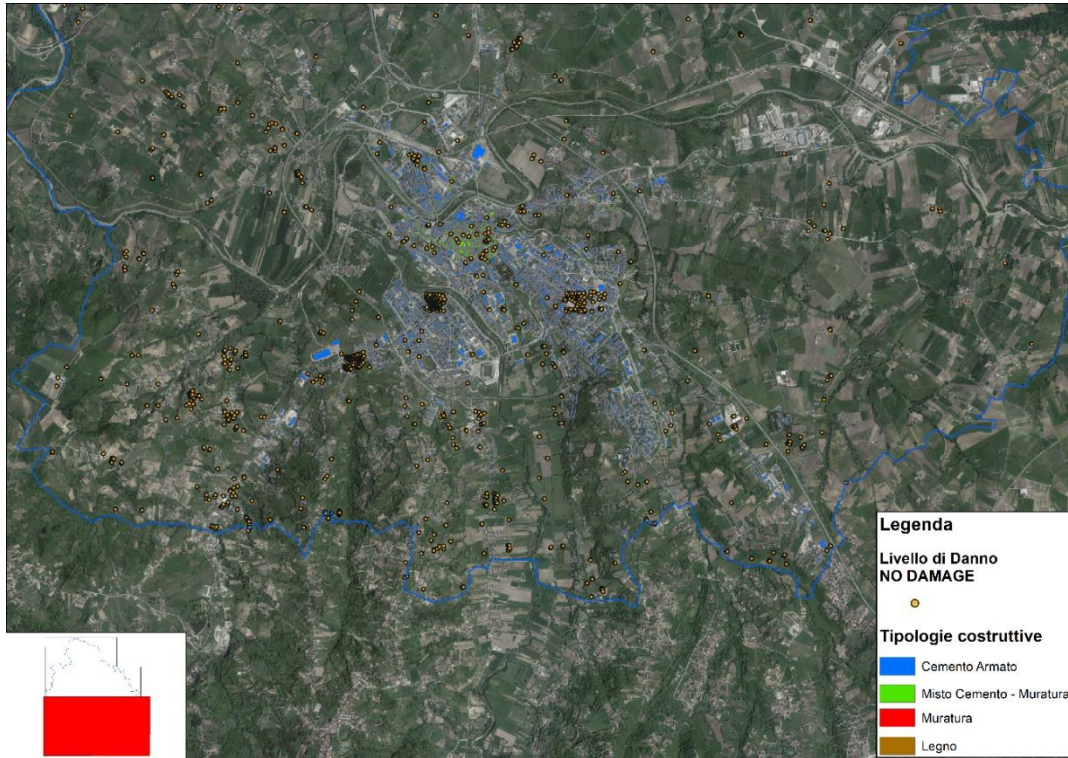 Legenda
Livello di Danno
NO DAMAGE
Tipologie costruttive
Cemento Armato
Misto Cemento - Muratura
Muratura
Legno